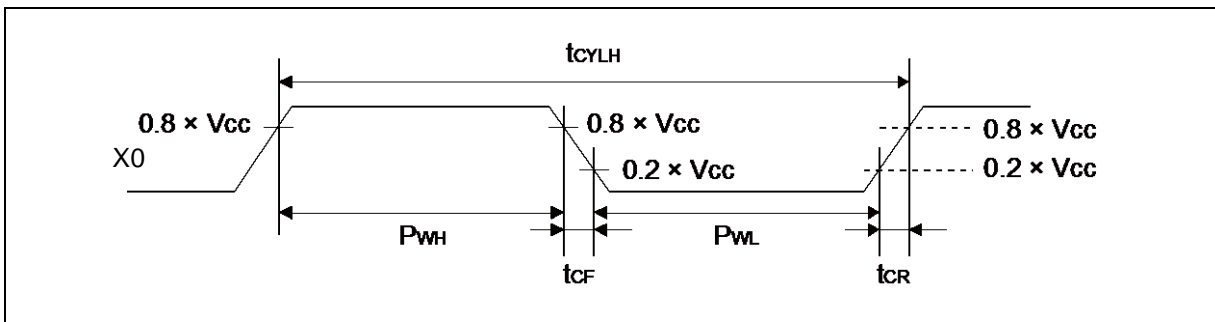 tCYLH
0.8 × VCC
0.8 × VCC
0.8 × VCC
X0
0.2 × VCC
0.2 × VCC
PWH
PWL
tCF
tCR